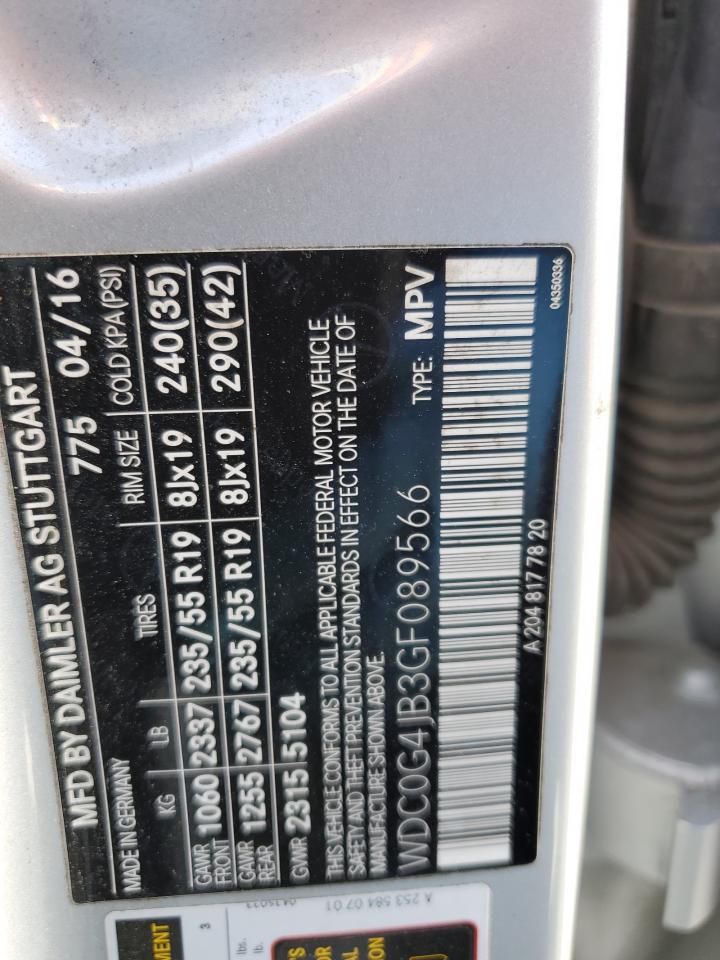 MFD BY DAIMLER AG STUTTGART
MADE IN GERMANY 775 04/16
KG LB TIRES RIM SIZE COLD KPA(PSI)
GAWR FRONT 1060 2337 235/55 R19 8Jx19 240(35)
GAWR REAR 1255 2767 235/55 R19 8Jx19 290(42)
GVWR 2315 5104
THIS VEHICLE CONFORMS TO ALL APPLICABLE FEDERAL MOTOR VEHICLE
SAFETY AND THEFT PREVENTION STANDARDS IN EFFECT ON THE DATE OF
MANUFACTURE SHOWN ABOVE.
WDC0G4JB3GF089566 TYPE: MPV
A 204 817 78 20 04350336
A 253 584 07 01
3
lbs.
lb.